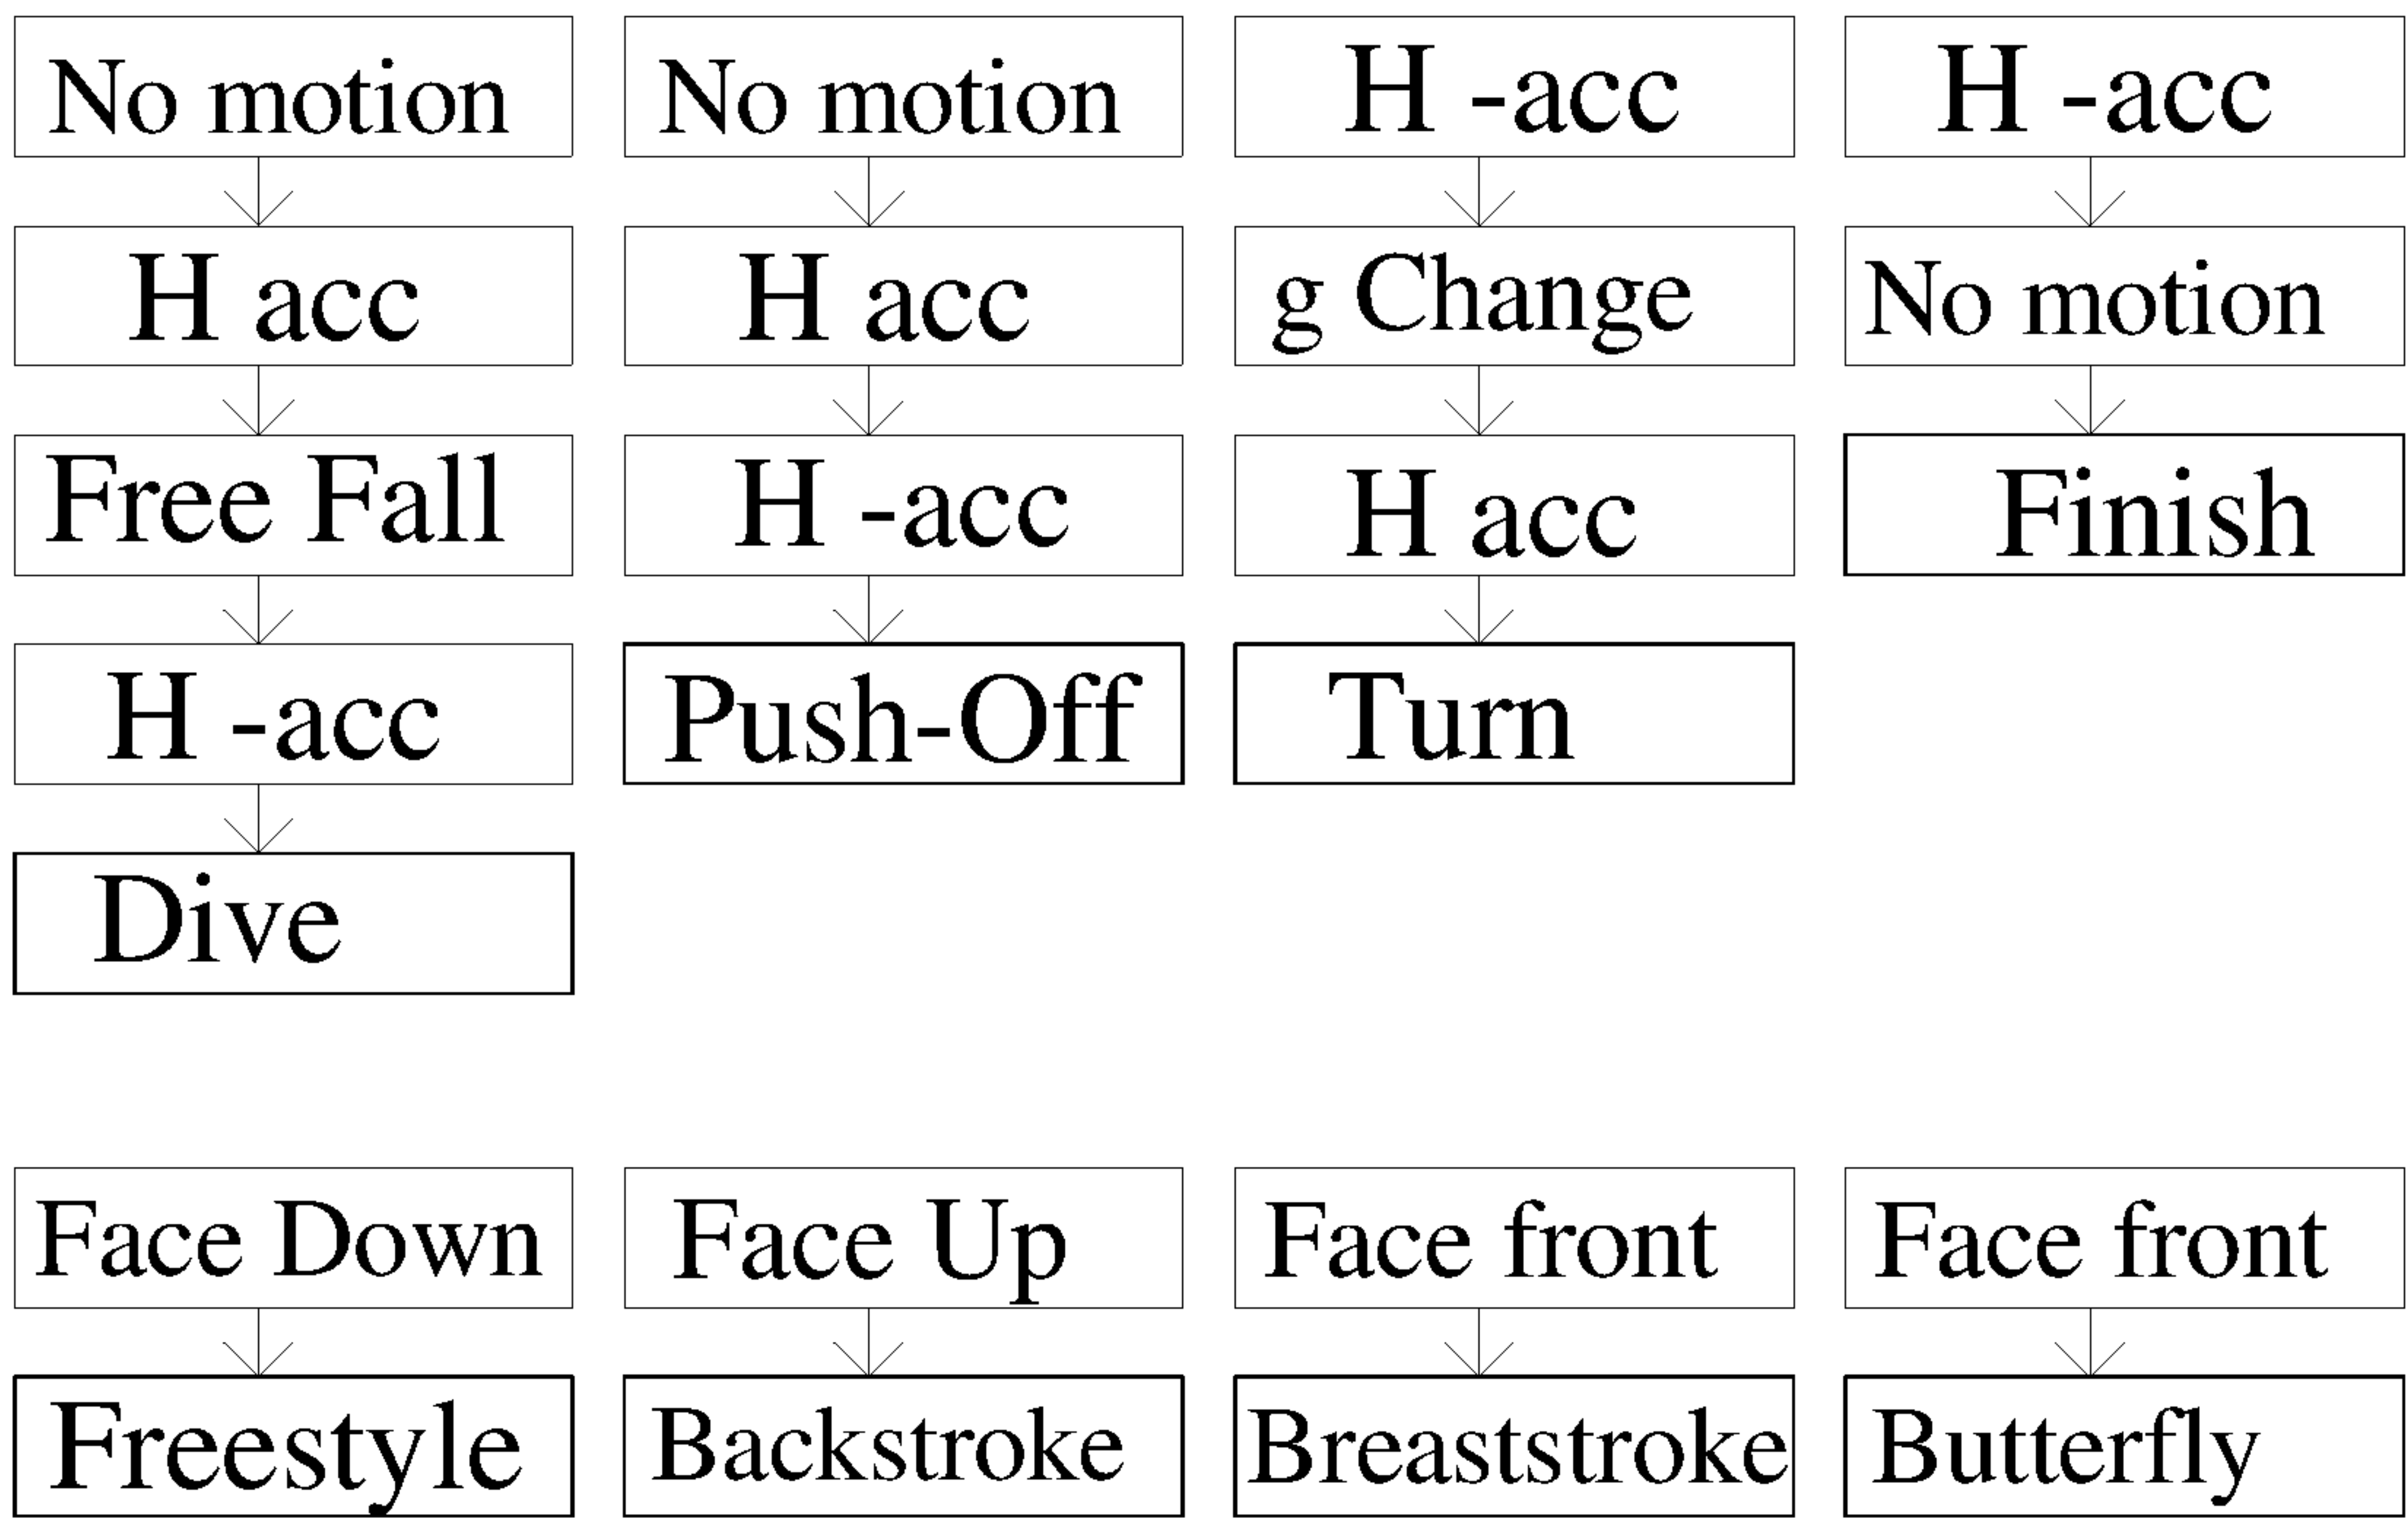 No motion
H acc
Free Fall
H -acc
Dive
No motion
H acc
H -acc
Push-Off
H -acc
g Change
H acc
Turn
H -acc
No motion
Finish
Face Down
Freestyle
Face Up
Backstroke
Face front
Breaststroke
Face front
Butterfly